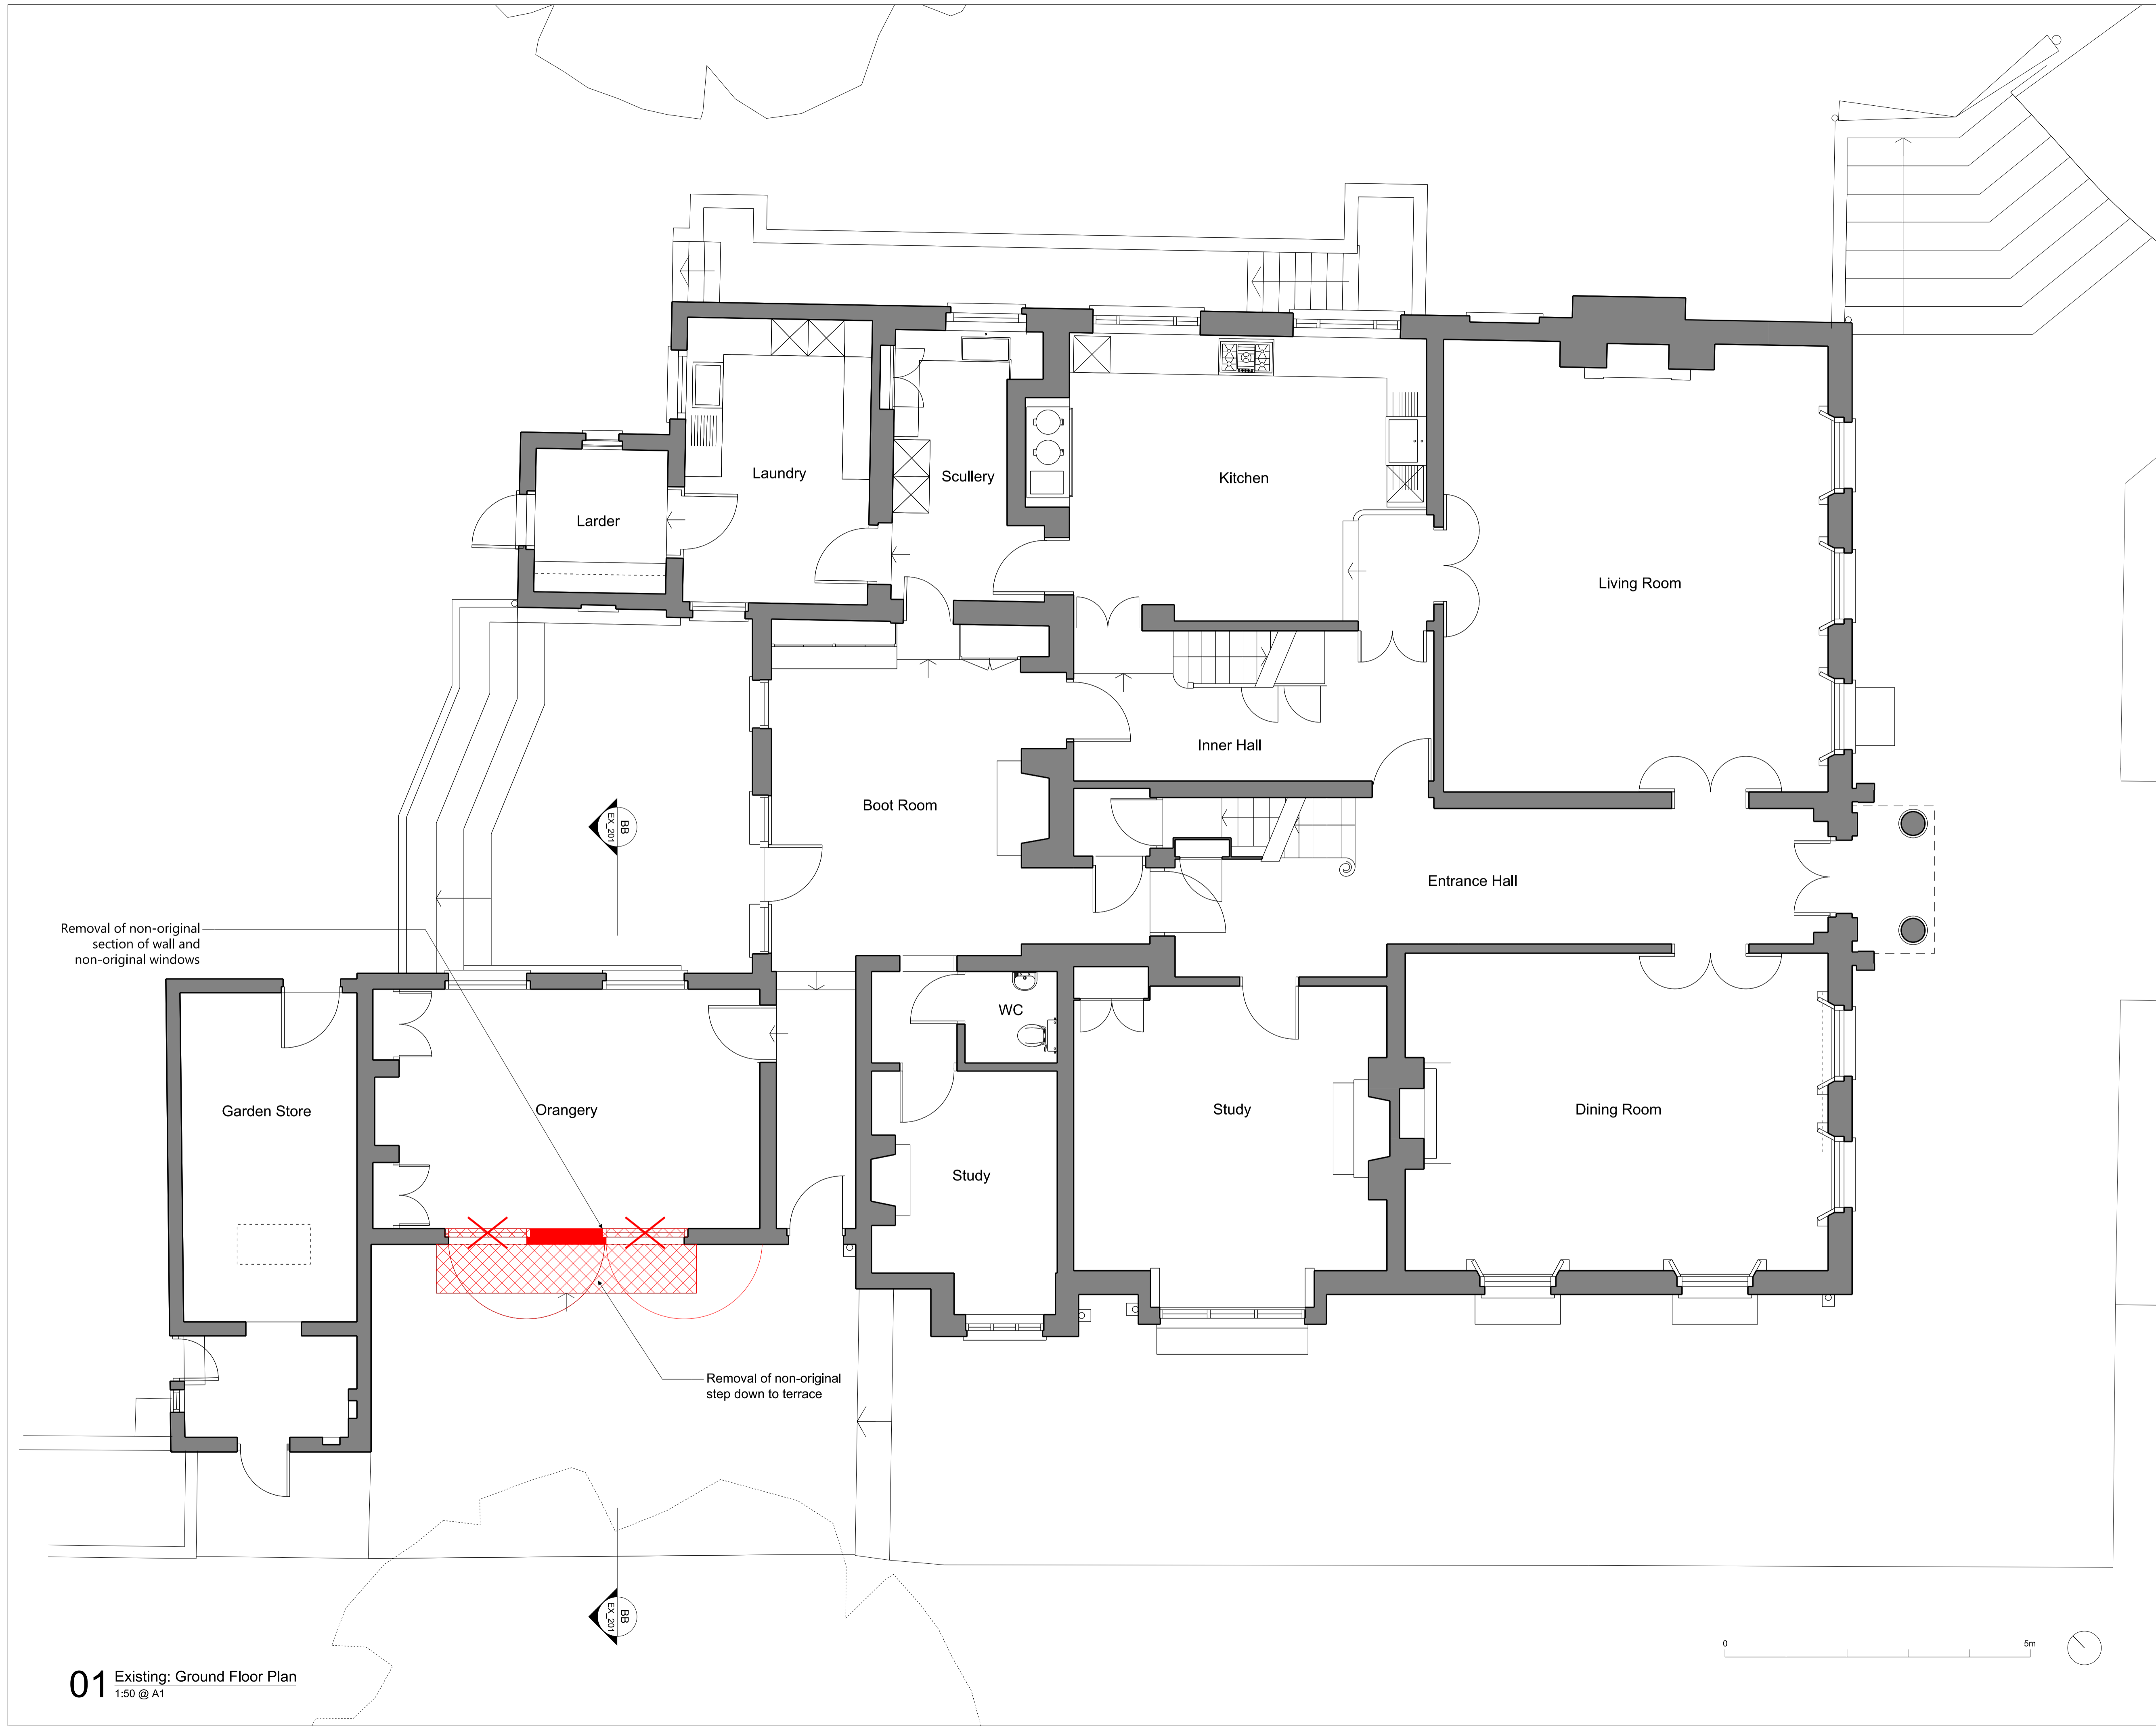 Laundry
Scullery
Kitchen
Larder
Living Room
Inner Hall
Boot Room
BB
EX_201
Entrance Hall
Removal of non-original
section of wall and
non-original windows
WC
Garden Store
Orangery
Study
Dining Room
Study
Removal of non-original
step down to terrace
BB
EX_201
0
5m
01
Existing: Ground Floor Plan
1:50 @ A1